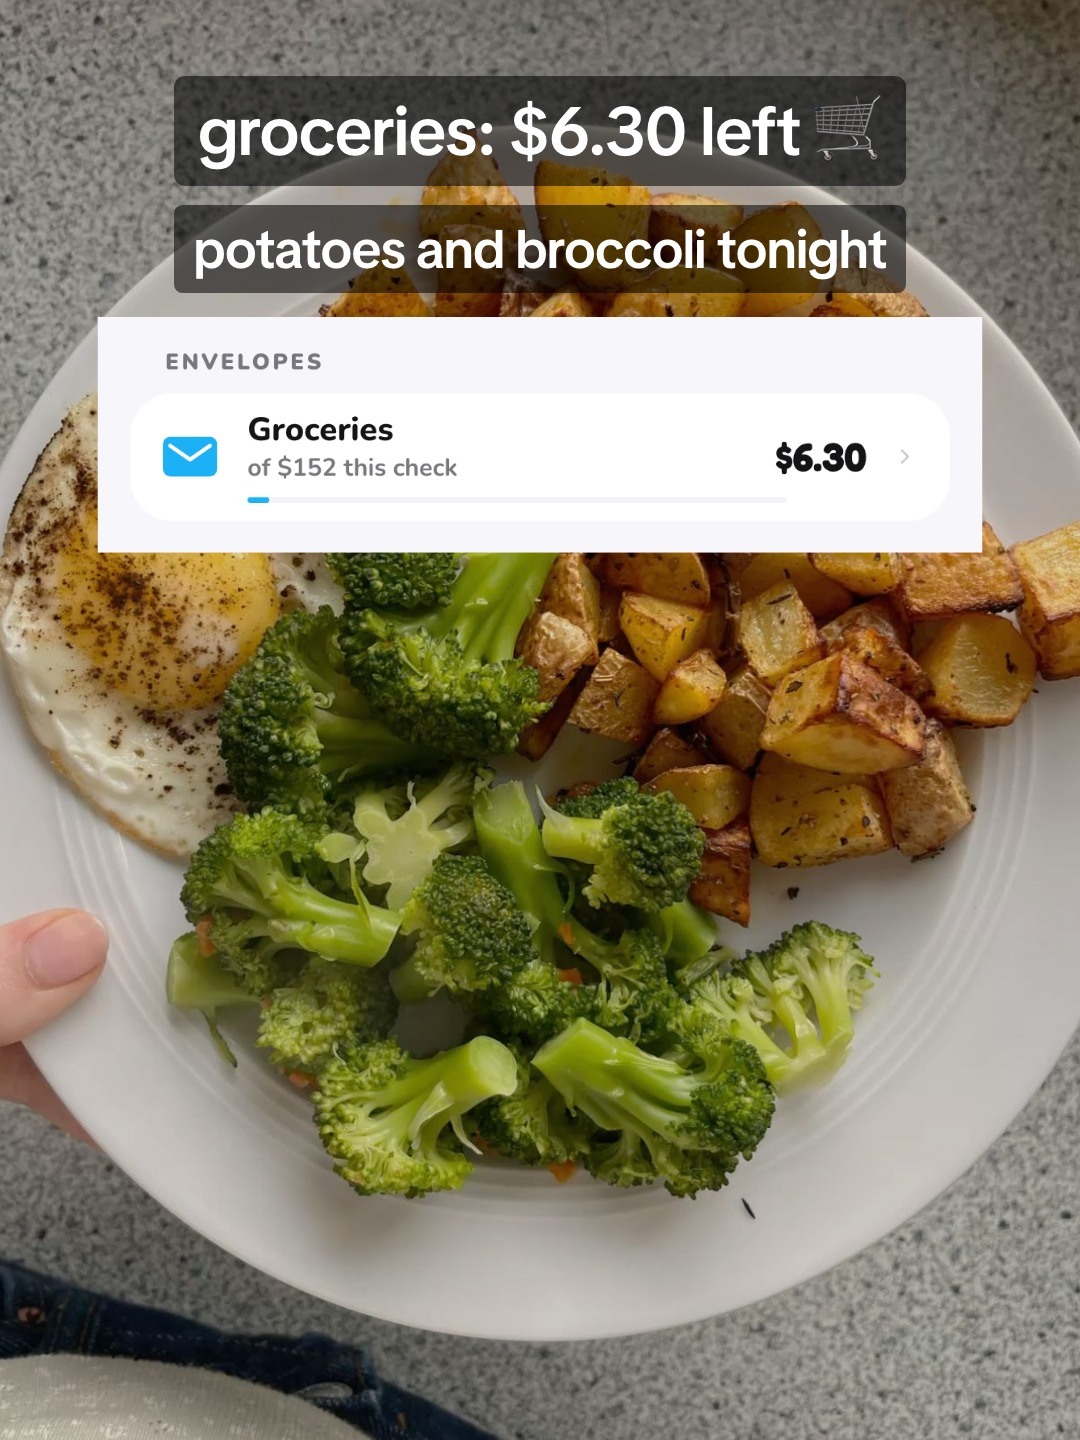 groceries: $6.30 left 🛒
potatoes and broccoli tonight
ENVELOPES
Groceries
of $152 this check
$6.30